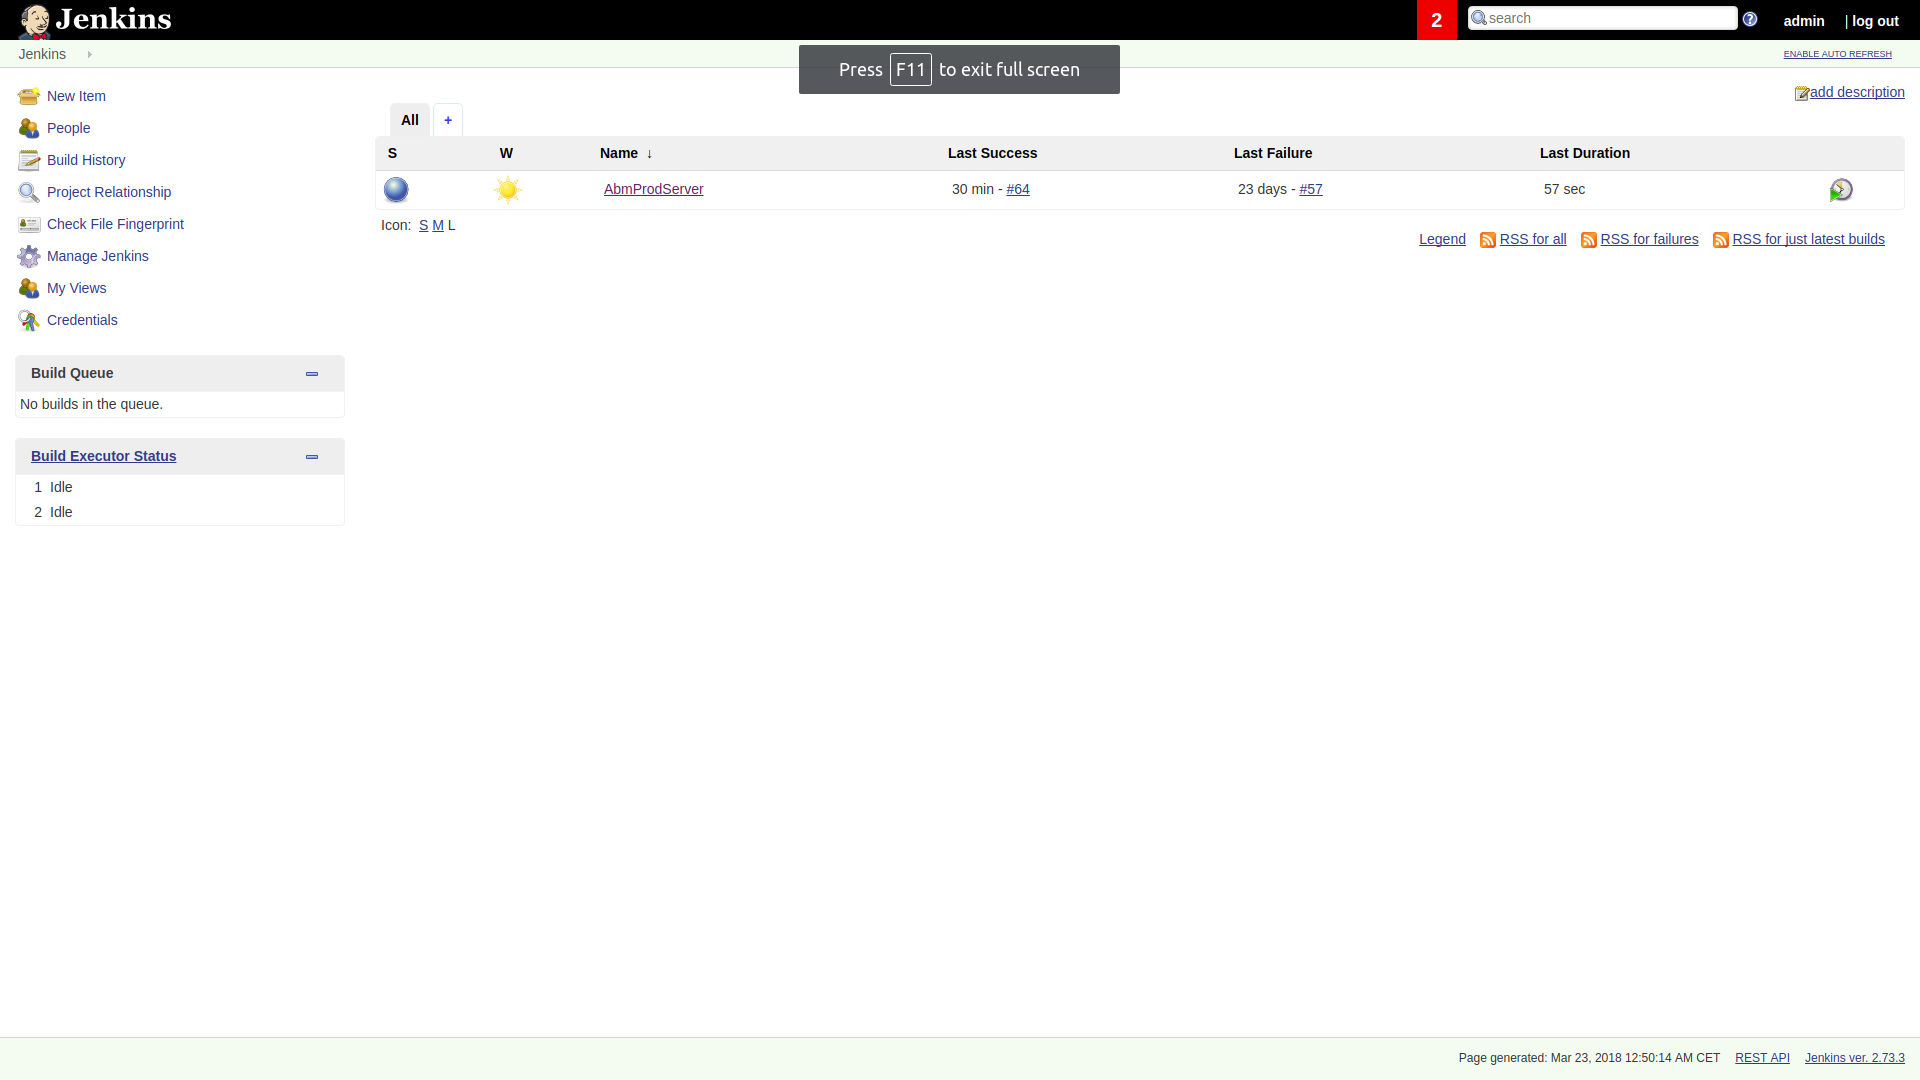 Jenkins
2
search
admin
| log out
Jenkins
Press F11 to exit full screen
ENABLE AUTO REFRESH
New Item
People
Build History
Project Relationship
Check File Fingerprint
Manage Jenkins
My Views
Credentials
Build Queue
No builds in the queue.
Build Executor Status
1 Idle
2 Idle
add description
All +
S W Name ↓ Last Success Last Failure Last Duration
AbmProdServer 30 min - #64 23 days - #57 57 sec
Icon: S M L
Legend RSS for all RSS for failures RSS for just latest builds
Page generated: Mar 23, 2018 12:50:14 AM CET REST API Jenkins ver. 2.73.3